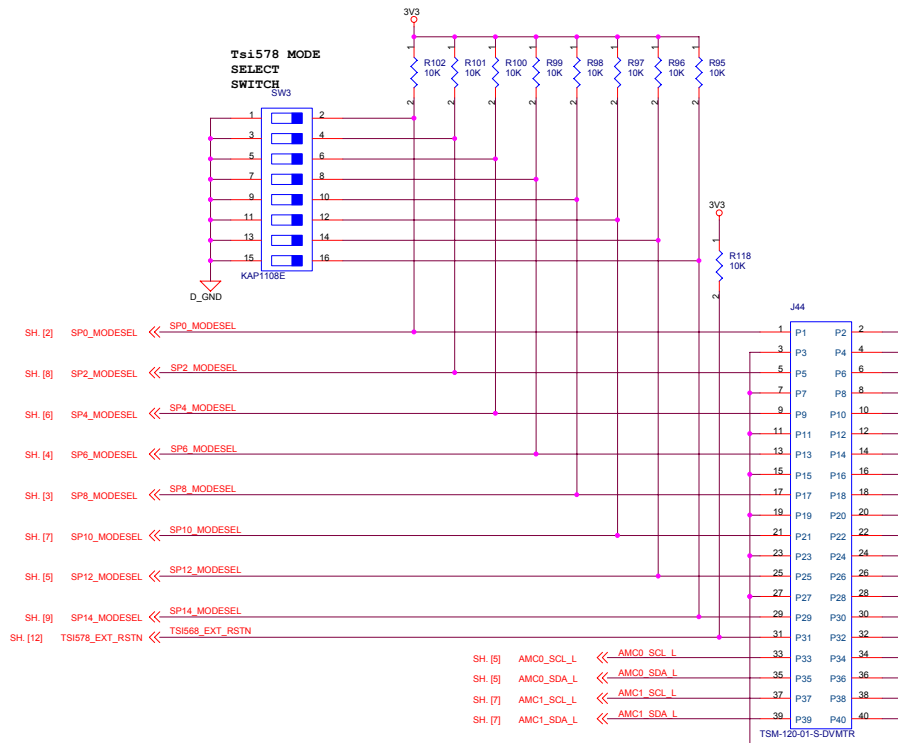 3V3
Tsi578 MODE
SELECT
SWITCH
SW3
1 1 1 1 1 1 1 1
R102 R101 R100 R99 R98 R97 R96 R95
10K 10K 10K 10K 10K 10K 10K 10K
2 2 2 2 2 2 2 2
1 2
3 4
5 6
7 8
9 10
11 12
13 14
15 16
KAP1108E
D_GND
3V3
1
R118
10K
2
J44
SH. [2] SP0_MODESEL SP0_MODESEL 1 P1 P2 2
3 P3 P4 4
SH. [8] SP2_MODESEL SP2_MODESEL 5 P5 P6 6
7 P7 P8 8
SH. [6] SP4_MODESEL SP4_MODESEL 9 P9 P10 10
11 P11 P12 12
SH. [4] SP6_MODESEL SP6_MODESEL 13 P13 P14 14
15 P15 P16 16
SH. [3] SP8_MODESEL SP8_MODESEL 17 P17 P18 18
19 P19 P20 20
SH. [7] SP10_MODESEL SP10_MODESEL 21 P21 P22 22
23 P23 P24 24
SH. [5] SP12_MODESEL SP12_MODESEL 25 P25 P26 26
27 P27 P28 28
SH. [9] SP14_MODESEL SP14_MODESEL 29 P29 P30 30
SH. [12] TSI578_EXT_RSTN TSI568_EXT_RSTN 31 P31 P32 32
SH. [5] AMC0_SCL_L AMC0_SCL_L 33 P33 P34 34
SH. [5] AMC0_SDA_L AMC0_SDA_L 35 P35 P36 36
SH. [7] AMC1_SCL_L AMC1_SCL_L 37 P37 P38 38
SH. [7] AMC1_SDA_L AMC1_SDA_L 39 P39 P40 40
TSM-120-01-S-DVMTR